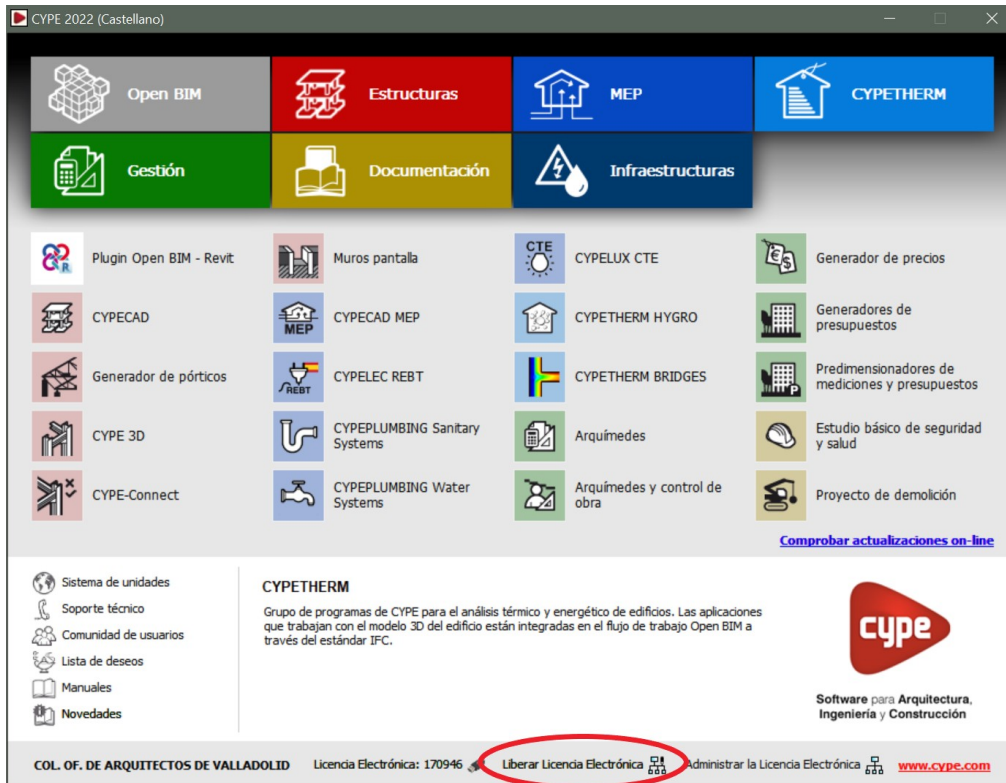 CYPE 2022 (Castellano)
Open BIM
Estructuras
MEP
CYPETHERM
Gestión
Documentación
Infraestructuras
R
Plugin Open BIM - Revit
Muros pantalla
CTE
CYPELUX CTE
€$
Generador de precios
CYPECAD
MEP
CYPECAD MEP
CYPETHERM HYGRO
Generadores de
presupuestos
Generador de pórticos
REBT
CYPELEC REBT
CYPETHERM BRIDGES
P
Predimensionadores de
mediciones y presupuestos
CYPE 3D
CYPEPLUMBING Sanitary
Systems
Arquímedes
Estudio básico de seguridad
y salud
CYPE-Connect
CYPEPLUMBING Water
Systems
Arquímedes y control de
obra
Proyecto de demolición
Comprobar actualizaciones on-line
Sistema de unidades
Soporte técnico
Comunidad de usuarios
Lista de deseos
Manuales
Novedades
CYPETHERM
Grupo de programas de CYPE para el análisis térmico y energético de edificios. Las aplicaciones
que trabajan con el modelo 3D del edificio están integradas en el flujo de trabajo Open BIM a
través del estándar IFC.
cype
Software para Arquitectura,
Ingeniería y Construcción
COL. OF. DE ARQUITECTOS DE VALLADOLID
Licencia Electrónica: 170946
Liberar Licencia Electrónica
Administrar la Licencia Electrónica
www.cype.com